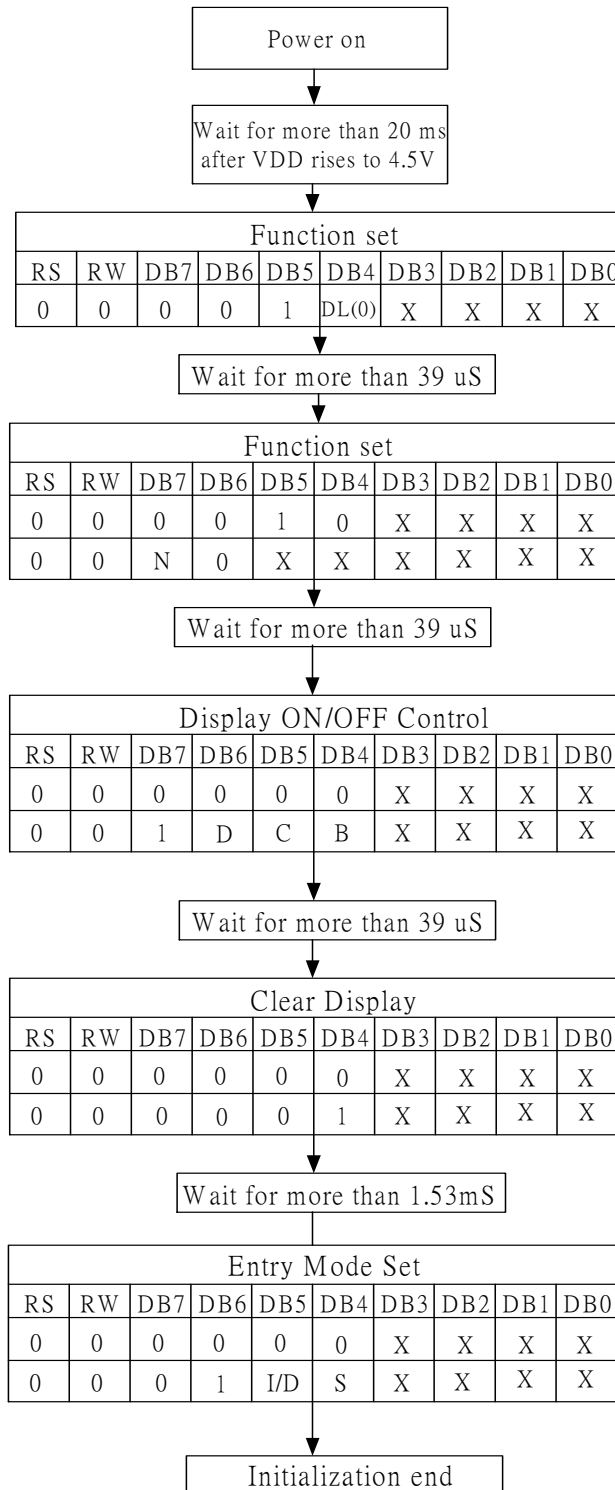 Power on
Wait for more than 20 ms
after VDD rises to 4.5V
Function set
RS RW DB7 DB6 DB5 DB4 DB3 DB2 DB1 DB0
0 0 0 0 1 DL(0) X X X X
Wait for more than 39 uS
Function set
RS RW DB7 DB6 DB5 DB4 DB3 DB2 DB1 DB0
0 0 0 0 1 0 X X X X
0 0 N 0 X X X X X X
Wait for more than 39 uS
Display ON/OFF Control
RS RW DB7 DB6 DB5 DB4 DB3 DB2 DB1 DB0
0 0 0 0 0 0 X X X X
0 0 1 D C B X X X X
Wait for more than 39 uS
Clear Display
RS RW DB7 DB6 DB5 DB4 DB3 DB2 DB1 DB0
0 0 0 0 0 0 X X X X
0 0 0 0 0 1 X X X X
Wait for more than 1.53mS
Entry Mode Set
RS RW DB7 DB6 DB5 DB4 DB3 DB2 DB1 DB0
0 0 0 0 0 0 X X X X
0 0 0 1 I/D S X X X X
Initialization end